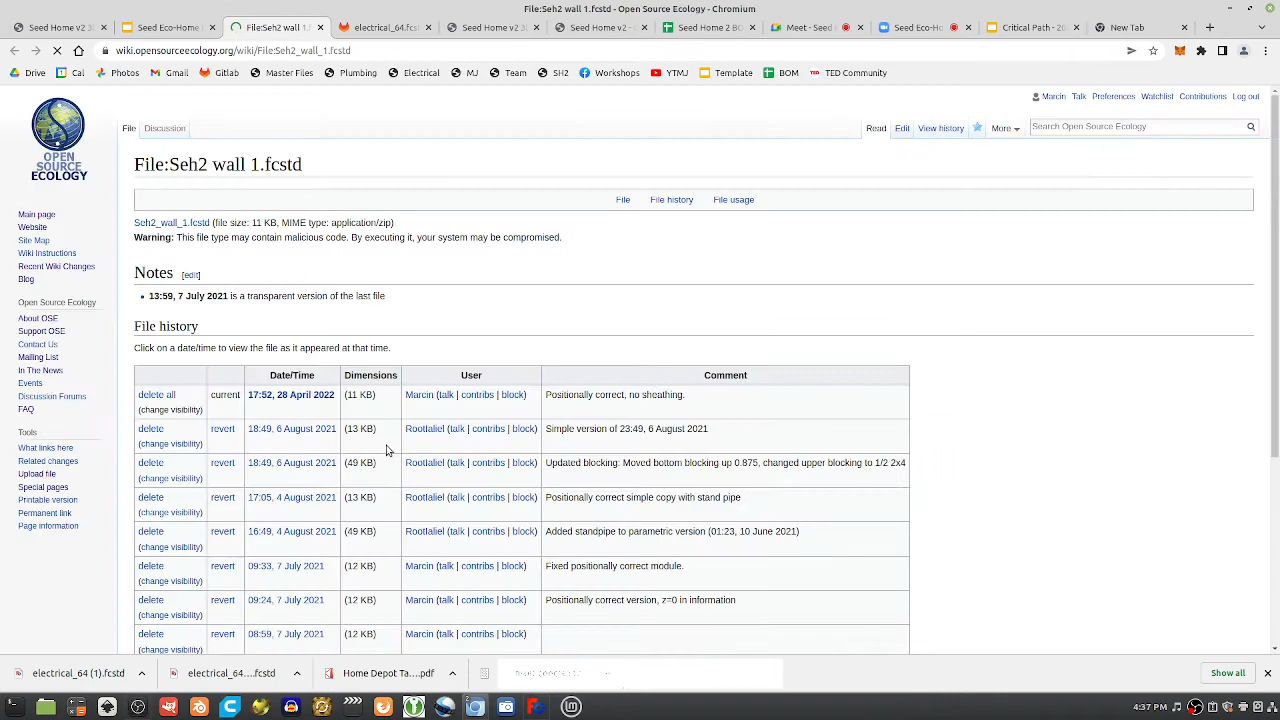 File:Seh2 wall 1.fcstd - Open Source Ecology - Chromium
Seed Home v2 3D
Seed Eco-Home
File:Seh2 wall 1.f
electrical_64.fcs
Seed Home v2 3D
Seed Home v2 -
Seed Home 2 BO
Meet - Seed
Seed Eco-Ho
Critical Path - 20
New Tab
wiki.opensourceecology.org/wiki/File:Seh2_wall_1.fcstd
Drive Cal Photos Gmail Gitlab Master Files Plumbing Electrical MJ Team SH2 Workshops YTMJ Template BOM TED TED Community
Marcin Talk Preferences Watchlist Contributions Log out
File Discussion Read Edit View history More Search Open Source Ecology
OPEN
SOURCE
ECOLOGY
File:Seh2 wall 1.fcstd
File File history File usage
Seh2_wall_1.fcstd (file size: 11 KB, MIME type: application/zip)
Warning: This file type may contain malicious code. By executing it, your system may be compromised.
Notes [edit]
13:59, 7 July 2021 is a transparent version of the last file
File history
Click on a date/time to view the file as it appeared at that time.
Main page
Website
Site Map
Wiki Instructions
Recent Wiki Changes
Blog
Open Source Ecology
About OSE
Support OSE
Contact Us
Mailing List
In The News
Events
Discussion Forums
FAQ
Tools
What links here
Related changes
Upload file
Special pages
Printable version
Permanent link
Page information
Date/Time Dimensions User Comment
delete all current 17:52, 28 April 2022 (11 KB) Marcin (talk | contribs | block) Positionally correct, no sheathing.
(change visibility)
delete revert 18:49, 6 August 2021 (13 KB) Rootlaliel (talk | contribs | block) Simple version of 23:49, 6 August 2021
(change visibility)
delete revert 18:49, 6 August 2021 (49 KB) Rootlaliel (talk | contribs | block) Updated blocking: Moved bottom blocking up 0.875, changed upper blocking to 1/2 2x4
(change visibility)
delete revert 17:05, 4 August 2021 (13 KB) Rootlaliel (talk | contribs | block) Positionally correct simple copy with stand pipe
(change visibility)
delete revert 16:49, 4 August 2021 (49 KB) Rootlaliel (talk | contribs | block) Added standpipe to parametric version (01:23, 10 June 2021)
(change visibility)
delete revert 09:33, 7 July 2021 (12 KB) Marcin (talk | contribs | block) Fixed positionally correct module.
(change visibility)
delete revert 09:24, 7 July 2021 (12 KB) Marcin (talk | contribs | block) Positionally correct version, z=0 in information
(change visibility)
delete revert 08:59, 7 July 2021 (12 KB) Marcin (talk | contribs | block)
(change visibility)
electrical_64 (1).fcstd
electrical_64....fcstd
Home Depot Ta....pdf
Show all
4:37 PM